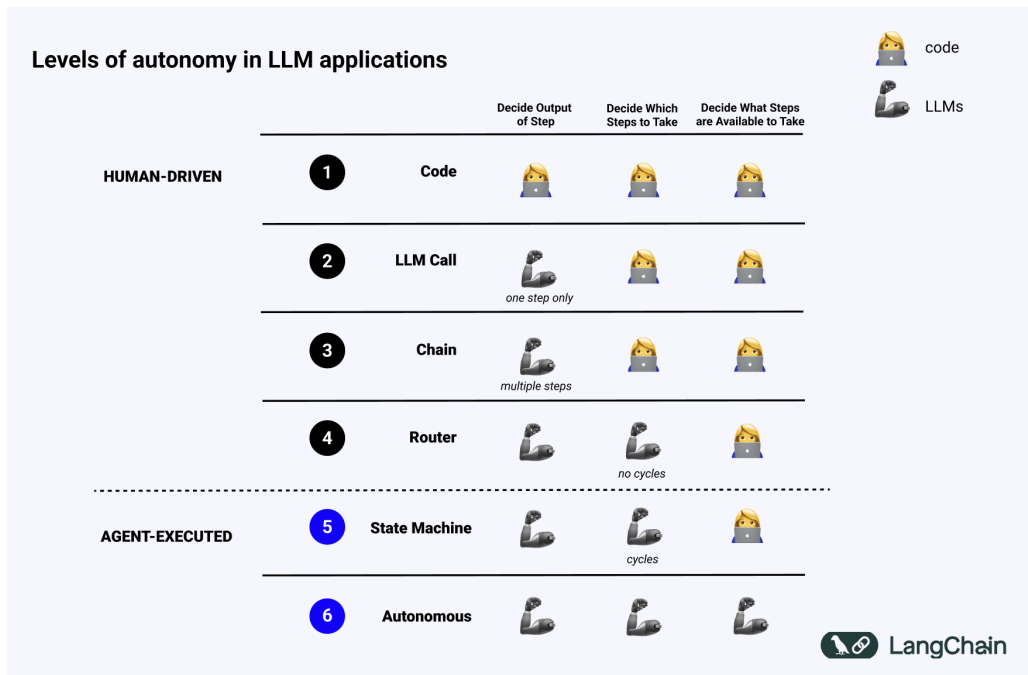 Levels of autonomy in LLM applications
code
LLMs
Decide Output
of Step
Decide Which
Steps to Take
Decide What Steps
are Available to Take
HUMAN-DRIVEN
1
Code
2
LLM Call
one step only
3
Chain
multiple steps
4
Router
no cycles
AGENT-EXECUTED
5
State Machine
cycles
6
Autonomous
LangChain